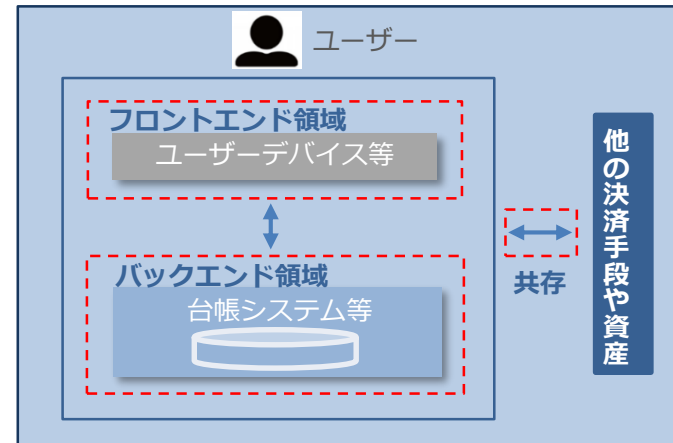 ユーザー
フロントエンド領域
ユーザーデバイス等
バックエンド領域
台帳システム等
共存
他の決済手段や資産